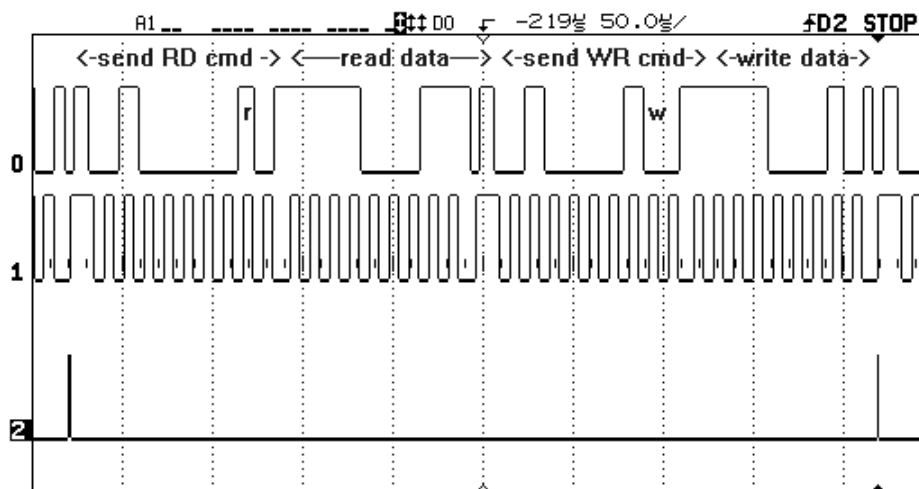 A1 D0 -219µs 50.0µs/ D2 STOP
<-send RD cmd -> <—read data—> <-send WR cmd-> <-write data->
r w
0
1
2